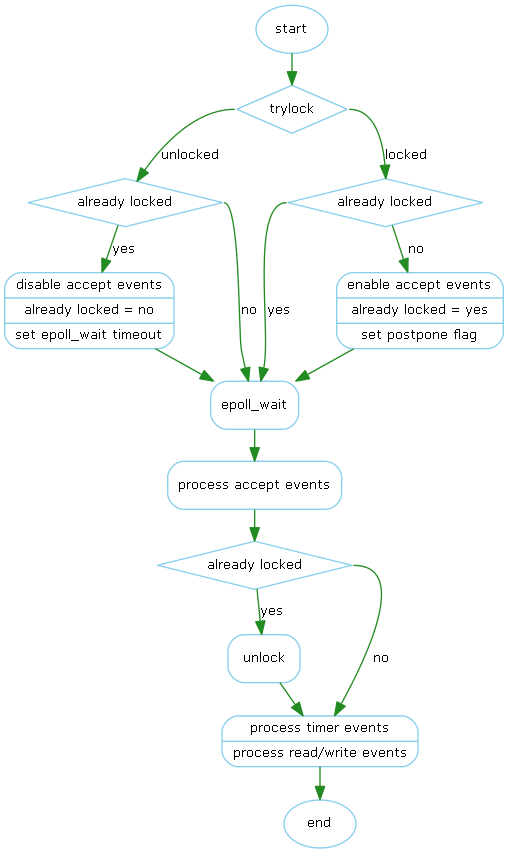 start
trylock
unlocked
locked
already locked
already locked
yes
no
disable accept events
already locked = no
set epoll_wait timeout
no
yes
enable accept events
already locked = yes
set postpone flag
epoll_wait
process accept events
already locked
yes
no
unlock
process timer events
process read/write events
end